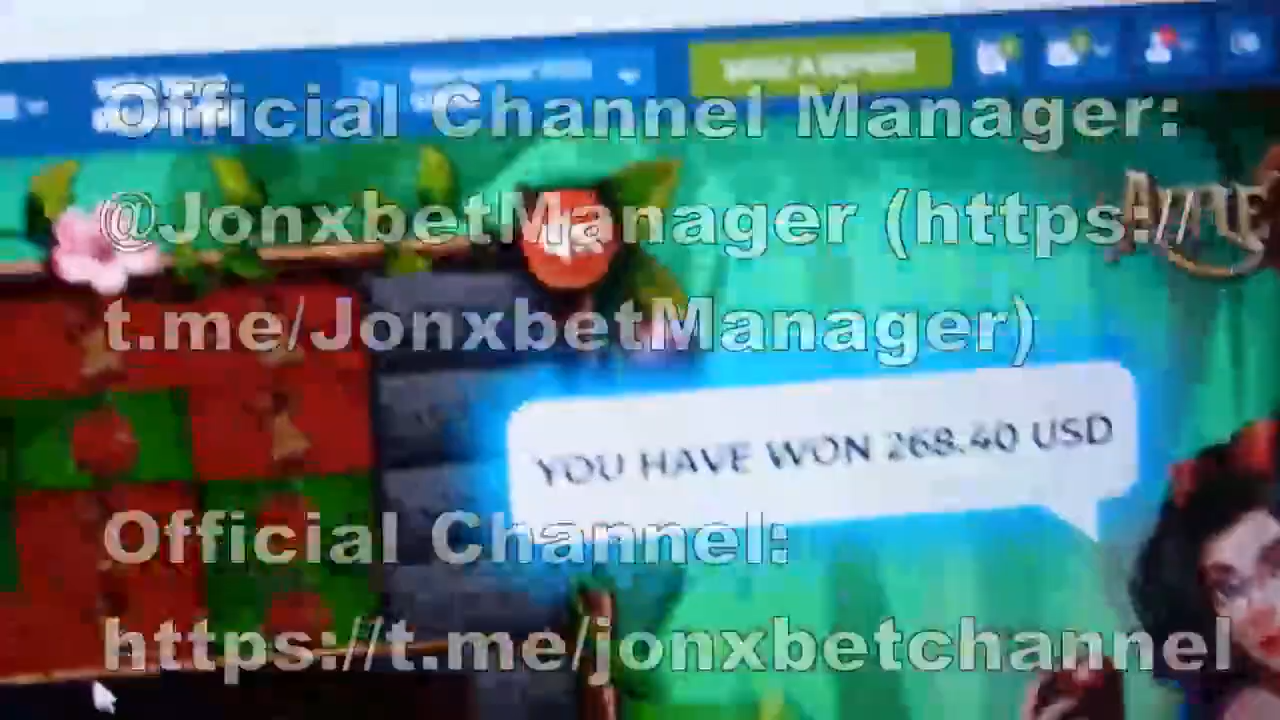 Official Channel Manager:
@JonxbetManager (https:
//t.me/JonxbetManager)
YOU HAVE WON 268.40 USD
Official Channel:
https://t.me/jonxbetchannel